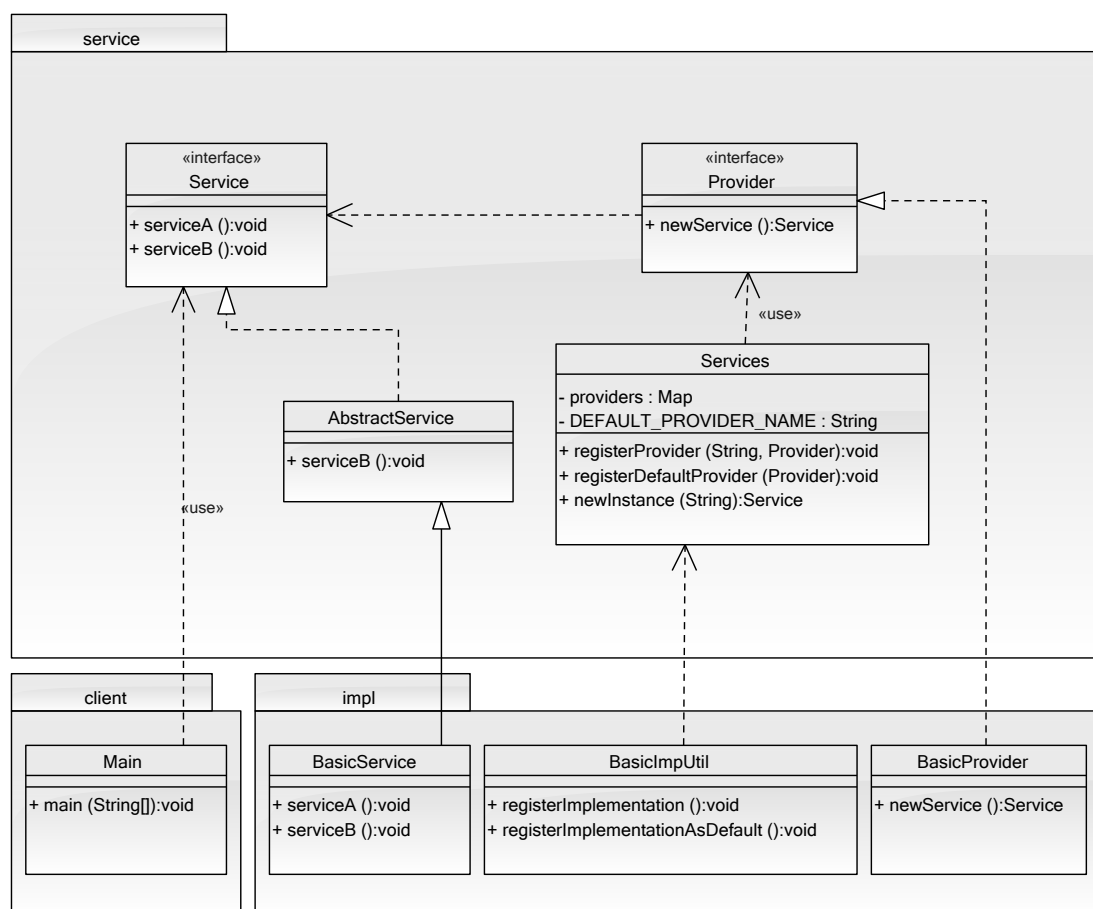 service
«interface»
Service
+ serviceA ():void
+ serviceB ():void
«interface»
Provider
+ newService ():Service
«use»
Services
- providers : Map
- DEFAULT_PROVIDER_NAME : String
+ registerProvider (String, Provider):void
+ registerDefaultProvider (Provider):void
+ newInstance (String):Service
AbstractService
+ serviceB ():void
«use»
client
Main
+ main (String[]):void
impl
BasicService
+ serviceA ():void
+ serviceB ():void
BasicImpUtil
+ registerImplementation ():void
+ registerImplementationAsDefault ():void
BasicProvider
+ newService ():Service